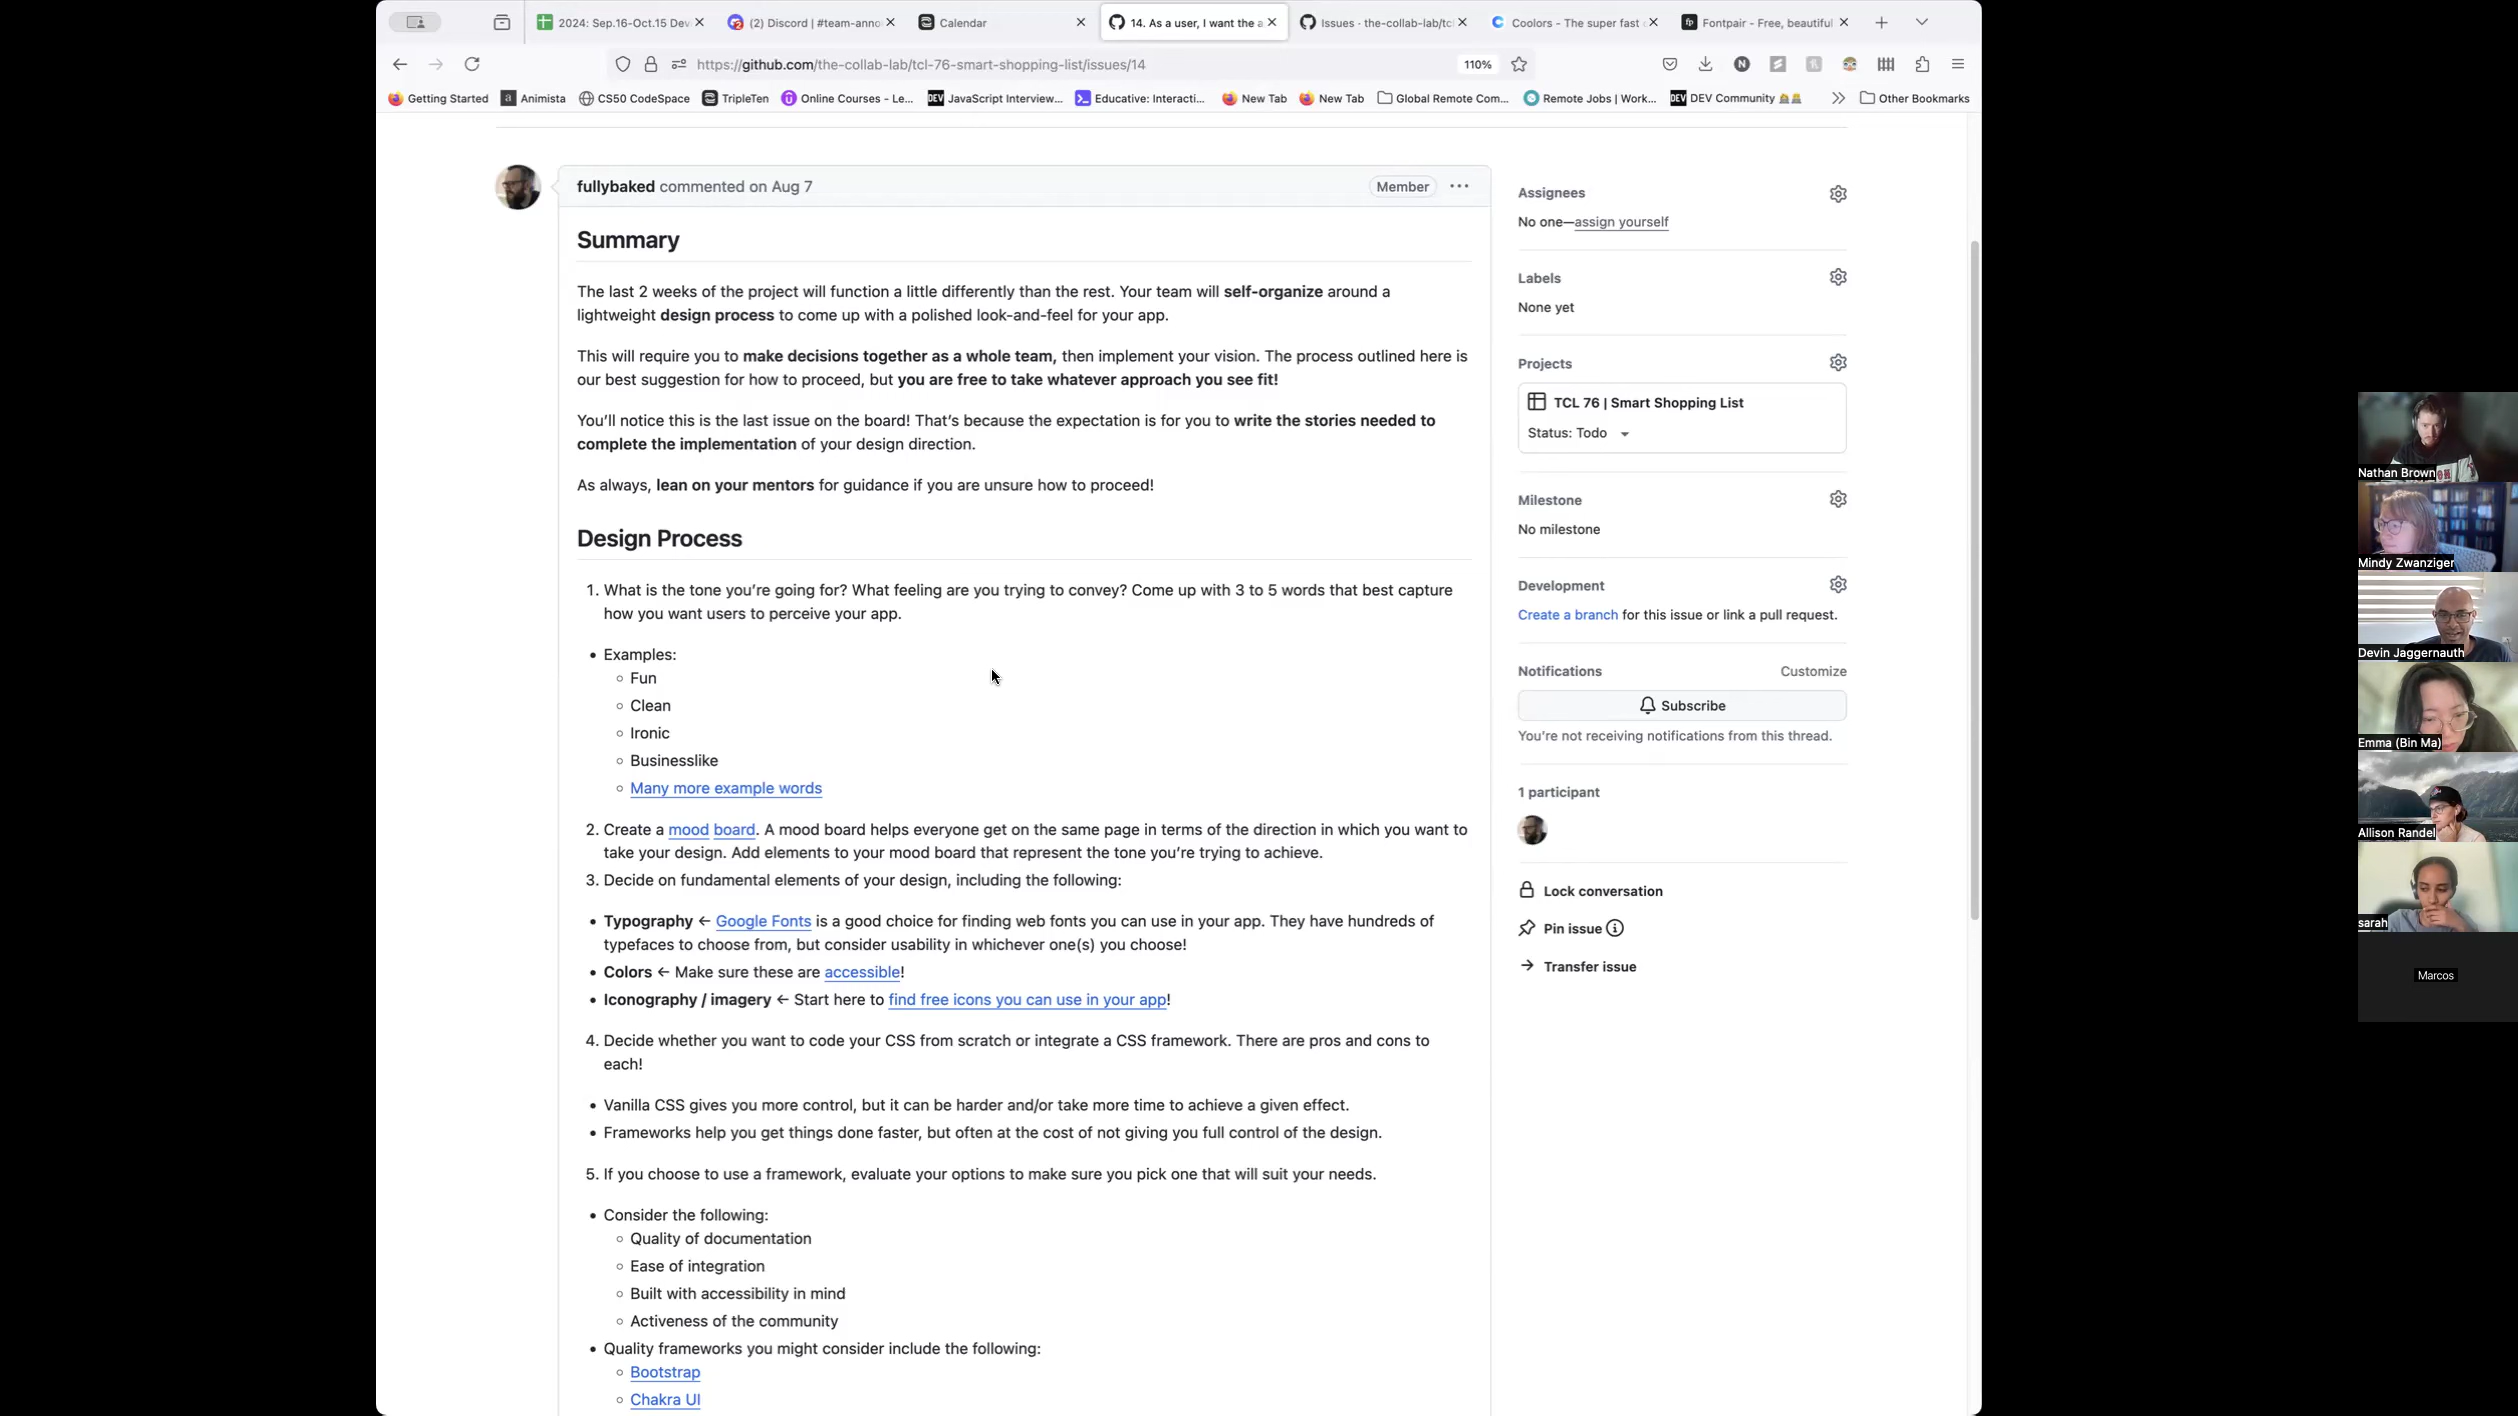 2024: Sep.16-Oct.15 Dev
(2) Discord | #team-anno
Calendar
14. As a user, I want the a
Issues · the-collab-lab/tcl
Coolors - The super fast
Fontpair - Free, beautiful
https://github.com/the-collab-lab/tcl-76-smart-shopping-list/issues/14
110%
Getting Started
Animista
CS50 CodeSpace
TripleTen
Online Courses - Le...
DEV JavaScript Interview...
Educative: Interacti...
New Tab
New Tab
Global Remote Com...
Remote Jobs | Work...
DEV DEV Community
Other Bookmarks
fullybaked commented on Aug 7
Member
Summary
The last 2 weeks of the project will function a little differently than the rest. Your team will self-organize around a
lightweight design process to come up with a polished look-and-feel for your app.
This will require you to make decisions together as a whole team, then implement your vision. The process outlined here is
our best suggestion for how to proceed, but you are free to take whatever approach you see fit!
You’ll notice this is the last issue on the board! That’s because the expectation is for you to write the stories needed to
complete the implementation of your design direction.
As always, lean on your mentors for guidance if you are unsure how to proceed!
Design Process
1. What is the tone you’re going for? What feeling are you trying to convey? Come up with 3 to 5 words that best capture
how you want users to perceive your app.
• Examples:
◦ Fun
◦ Clean
◦ Ironic
◦ Businesslike
◦ Many more example words
2. Create a mood board. A mood board helps everyone get on the same page in terms of the direction in which you want to
take your design. Add elements to your mood board that represent the tone you’re trying to achieve.
3. Decide on fundamental elements of your design, including the following:
• Typography ← Google Fonts is a good choice for finding web fonts you can use in your app. They have hundreds of
typefaces to choose from, but consider usability in whichever one(s) you choose!
• Colors ← Make sure these are accessible!
• Iconography / imagery ← Start here to find free icons you can use in your app!
4. Decide whether you want to code your CSS from scratch or integrate a CSS framework. There are pros and cons to
each!
• Vanilla CSS gives you more control, but it can be harder and/or take more time to achieve a given effect.
• Frameworks help you get things done faster, but often at the cost of not giving you full control of the design.
5. If you choose to use a framework, evaluate your options to make sure you pick one that will suit your needs.
• Consider the following:
◦ Quality of documentation
◦ Ease of integration
◦ Built with accessibility in mind
◦ Activeness of the community
• Quality frameworks you might consider include the following:
◦ Bootstrap
◦ Chakra UI
Assignees
No one—assign yourself
Labels
None yet
Projects
TCL 76 | Smart Shopping List
Status: Todo
Milestone
No milestone
Development
Create a branch for this issue or link a pull request.
Notifications
Customize
Subscribe
You’re not receiving notifications from this thread.
1 participant
Lock conversation
Pin issue
Transfer issue
Nathan Brown
Mindy Zwanziger
Devin Jaggernauth
Emma (Bin Ma)
Allison Randel
sarah
Marcos